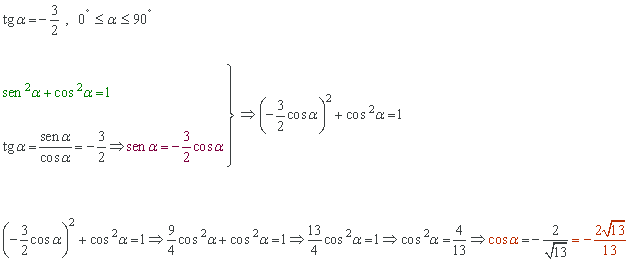 tg α = −3/2 , 0° ≤ α ≤ 90°
sen²α + cos²α = 1
tg α = sen α/cos α = −3/2 ⇒ sen α = −3/2 cos α } ⇒ (−3/2 cos α)² + cos²α = 1
(−3/2 cos α)² + cos²α = 1 ⇒ 9/4 cos²α + cos²α = 1 ⇒ 13/4 cos²α = 1 ⇒ cos²α = 4/13 ⇒ cos α = −2/√13 = −2√13/13